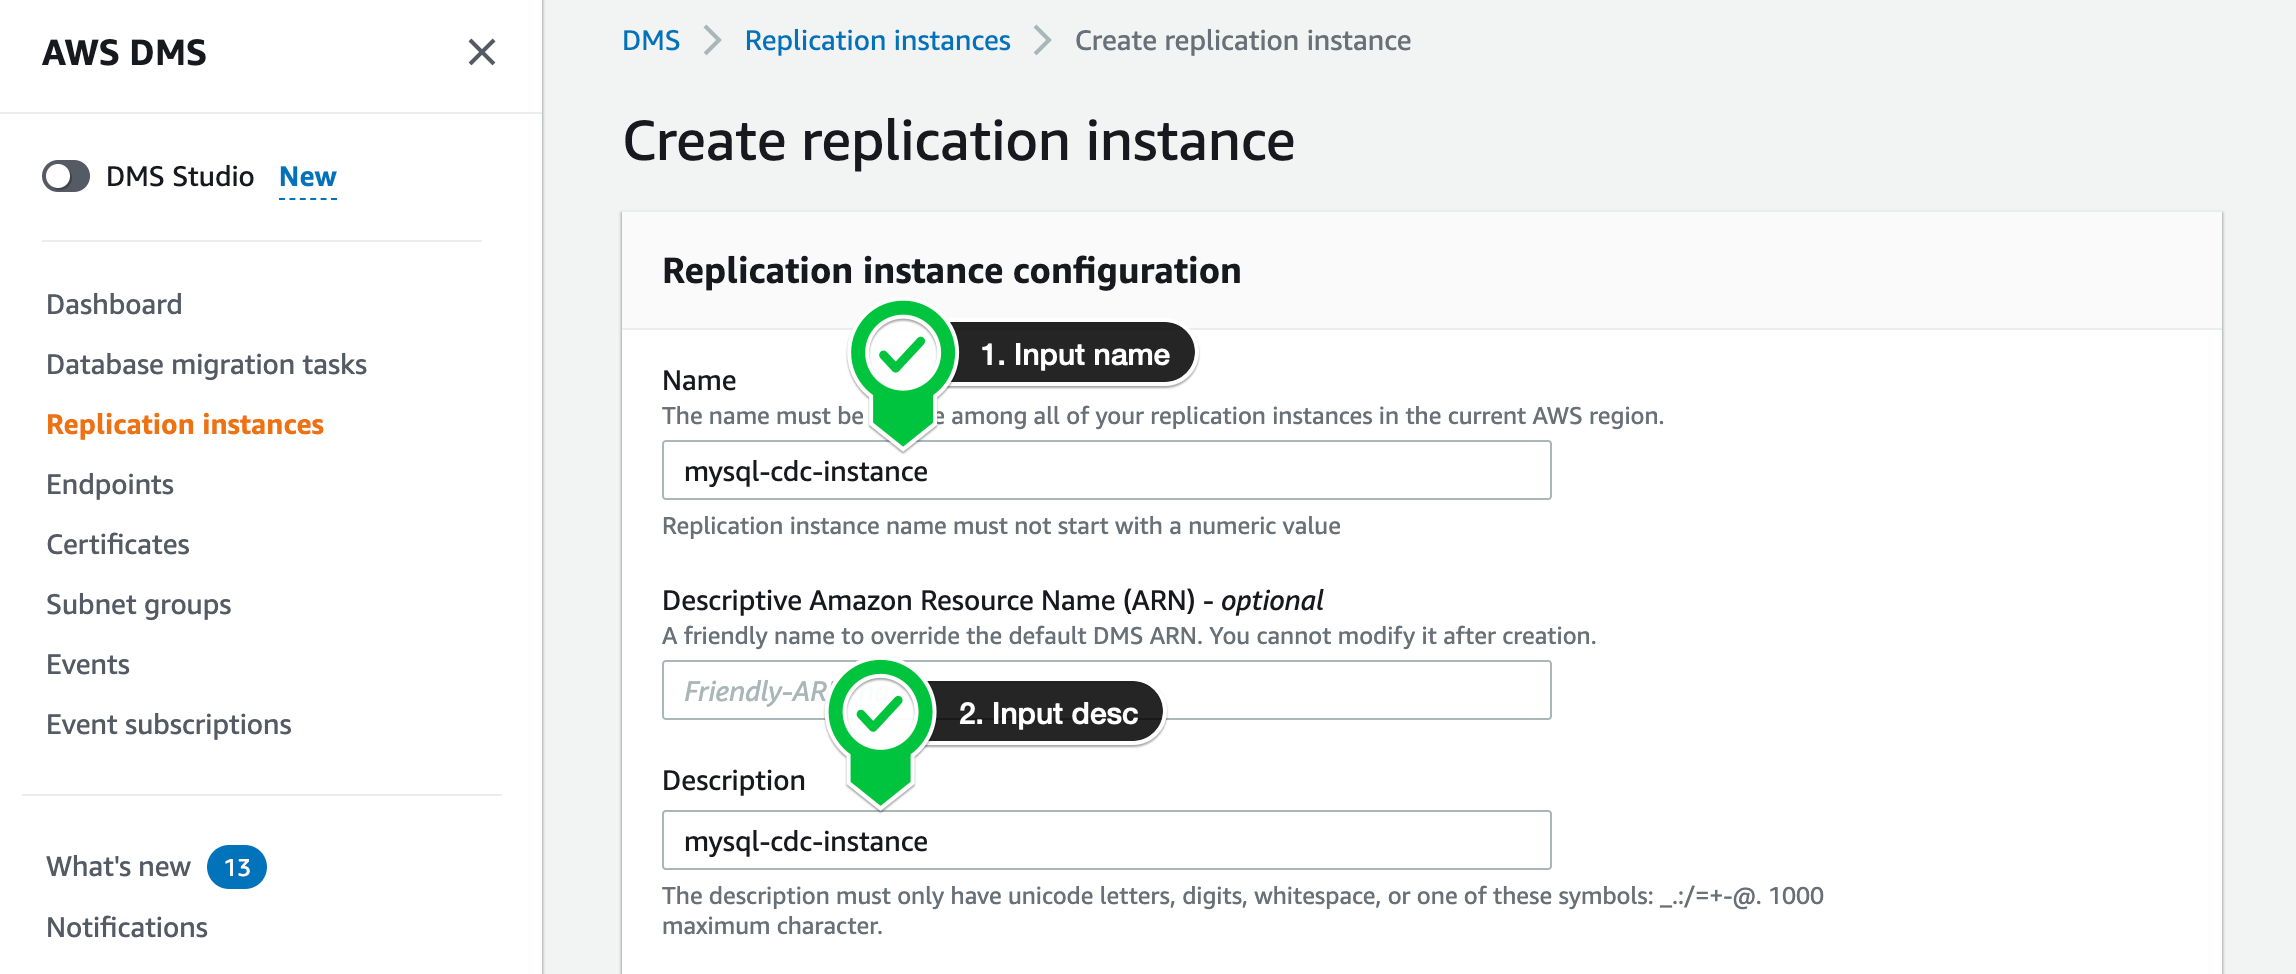 AWS DMS
DMS Studio New
Dashboard
Database migration tasks
Replication instances
Endpoints
Certificates
Subnet groups
Events
Event subscriptions
What's new 13
Notifications
DMS > Replication instances > Create replication instance
Create replication instance
Replication instance configuration
1. Input name
Name
The name must be among all of your replication instances in the current AWS region.
mysql-cdc-instance
Replication instance name must not start with a numeric value
Descriptive Amazon Resource Name (ARN) - optional
A friendly name to override the default DMS ARN. You cannot modify it after creation.
2. Input desc
Description
mysql-cdc-instance
The description must only have unicode letters, digits, whitespace, or one of these symbols: _.:/=+-@. 1000
maximum character.